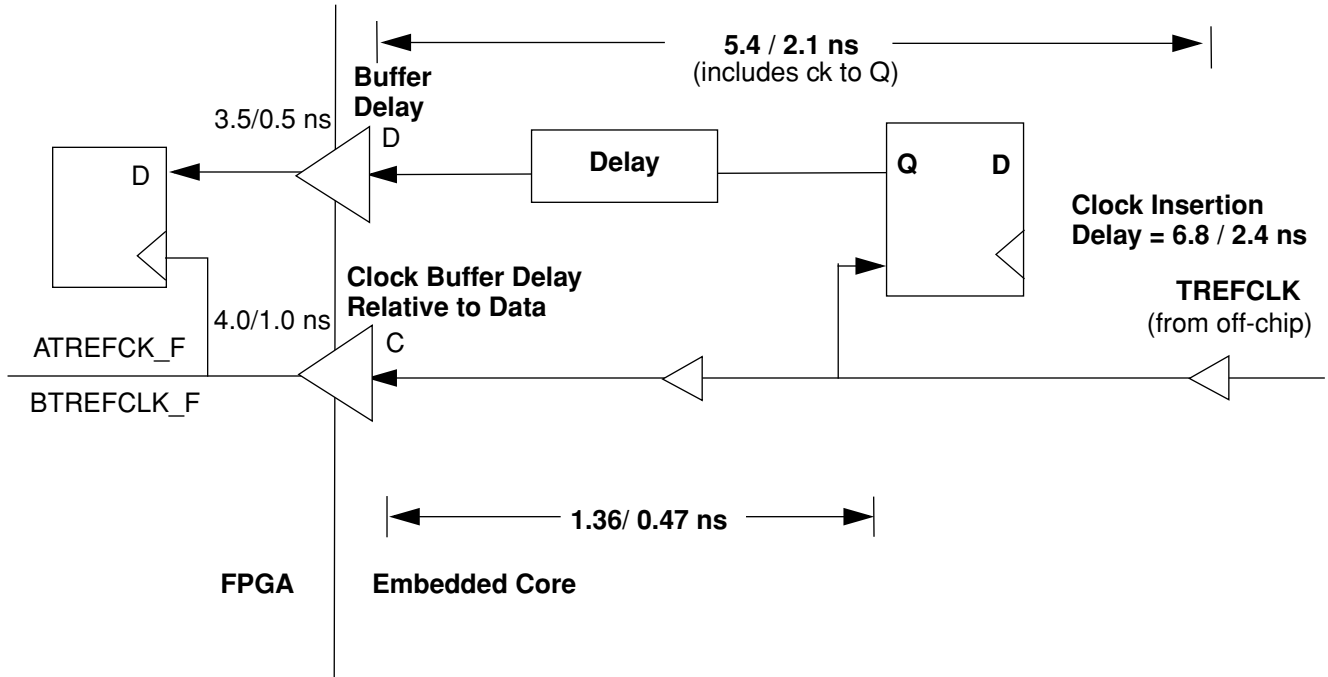 5.4 / 2.1 ns
(includes ck to Q)
Buffer
Delay
3.5/0.5 ns
D
D
Delay
Q
D
Clock Insertion
Delay = 6.8 / 2.4 ns
Clock Buffer Delay
Relative to Data
TREFCLK
(from off-chip)
4.0/1.0 ns
C
ATREFCK_F
BTREFCLK_F
1.36/ 0.47 ns
FPGA
Embedded Core